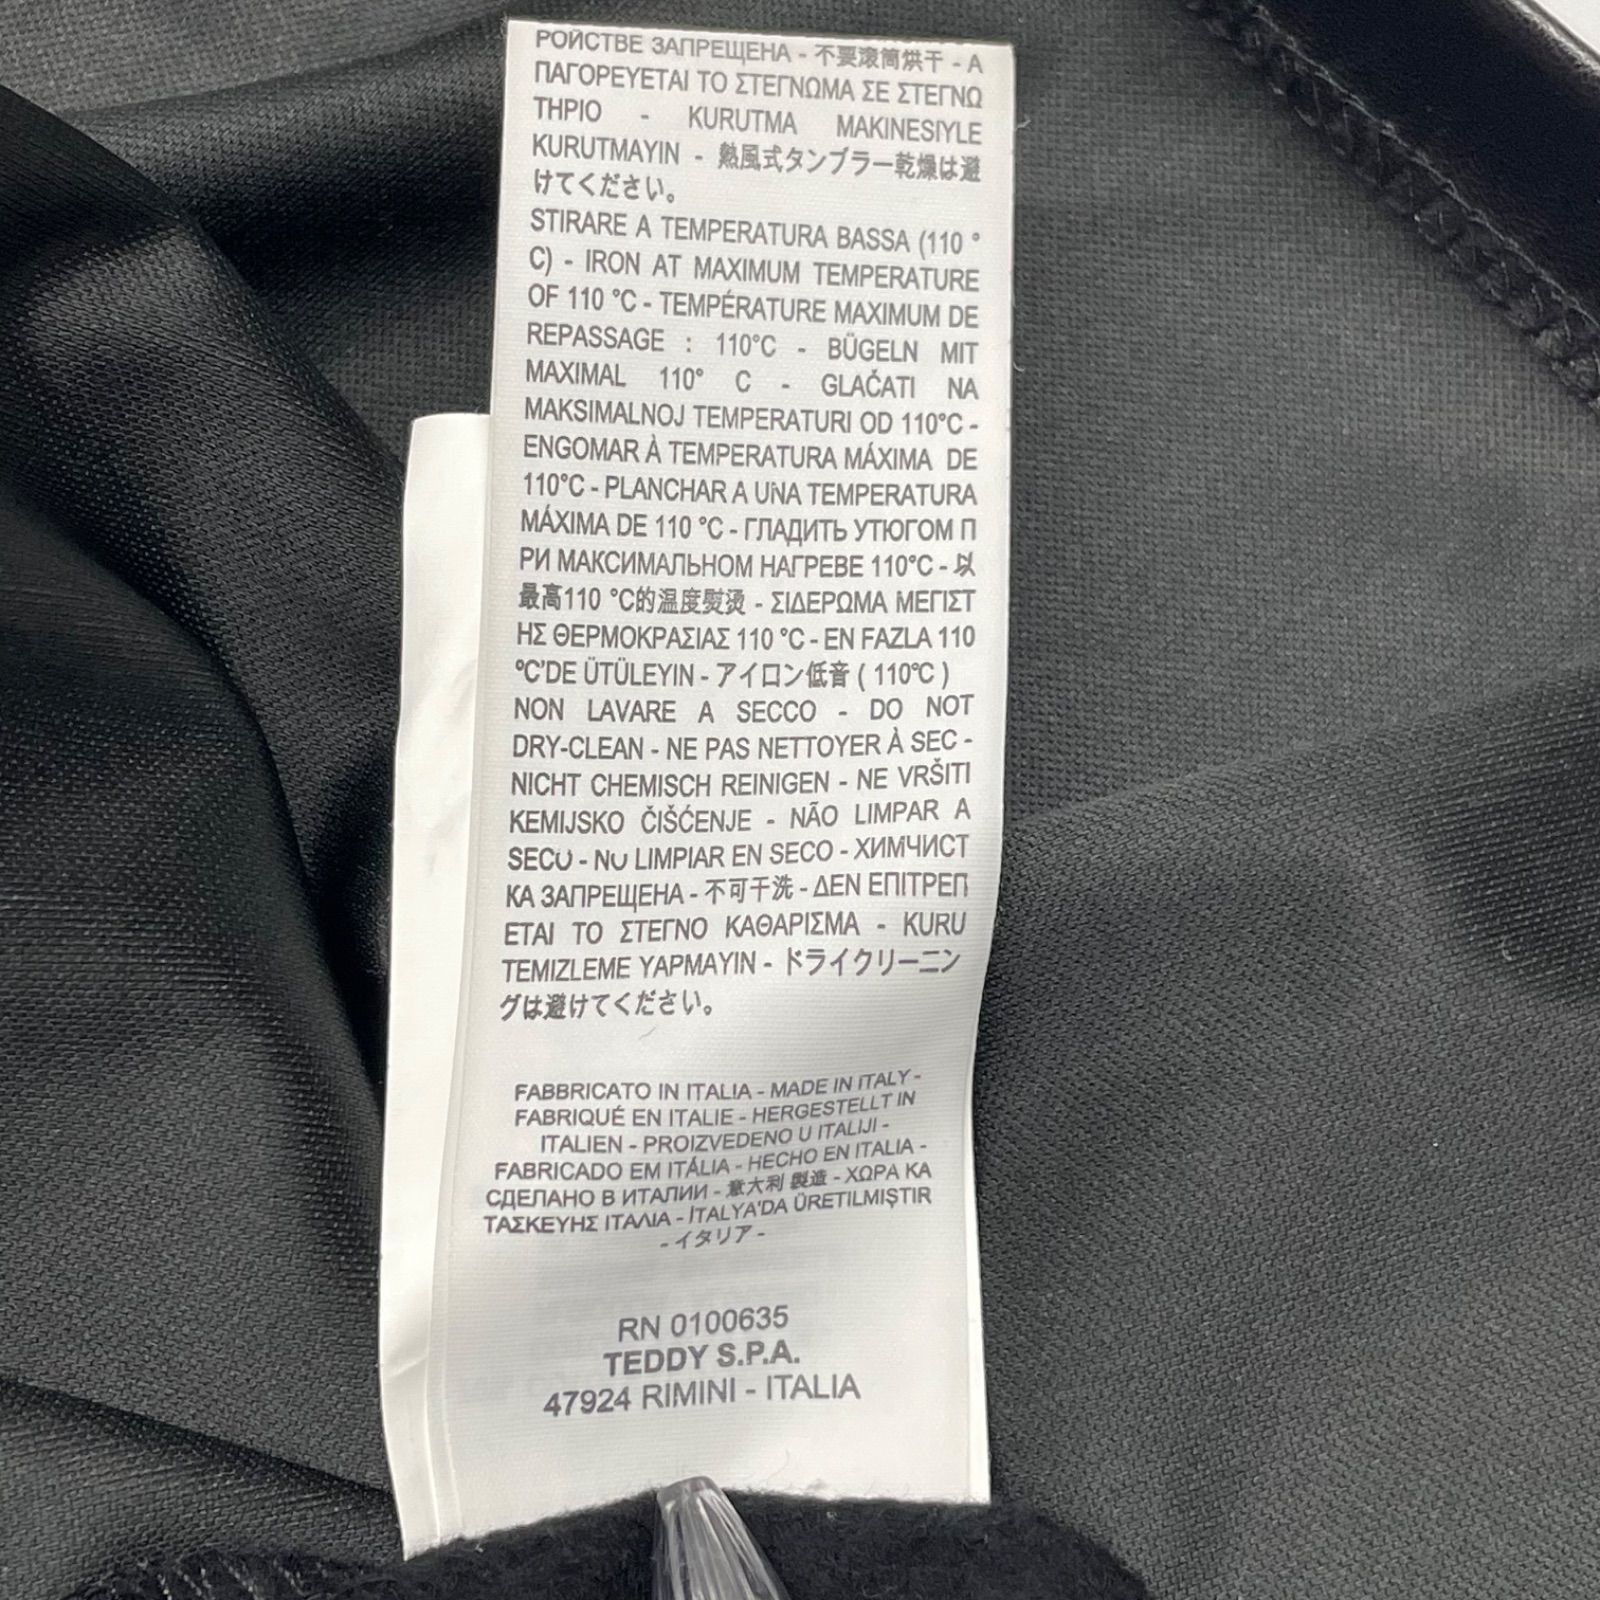 РОЙСТВЕ ЗАПРЕЩЕНА - 不要滚筒烘干 - А
ΠΑΓΟΡΕΥΕΤΑΙ ΤΟ ΣΤΕΓΝΩΜΑ ΣΕ ΣΤΕΓΝΩ
ΤΗΡΙΟ - KURUTMA MAKINESIYLE
KURUTMAYIN - 熱風式タンブラー乾燥は避
けてください。
STIRARE A TEMPERATURA BASSA (110 °
C) - IRON AT MAXIMUM TEMPERATURE
OF 110 °C - TEMPÉRATURE MAXIMUM DE
REPASSAGE : 110°C - BÜGELN MIT
MAXIMAL 110° C - GLAČATI NA
MAKSIMALNOJ TEMPERATURI OD 110°C -
ENGOMAR À TEMPERATURA MÁXIMA DE
110°C - PLANCHAR A UNA TEMPERATURA
MÁXIMA DE 110 °C - ГЛАДИТЬ УТЮГОМ П
РИ МАКСИМАЛЬНОМ НАГРЕВЕ 110°C - 以
最高110 °C的温度熨烫 - ΣΙΔΕΡΩΜΑ ΜΕΓΙΣΤ
ΗΣ ΘΕΡΜΟΚΡΑΣΙΑΣ 110 °C - EN FAZLA 110
ºC'DE ÜTÜLEYIN - アイロン低音 ( 110℃ )
NON LAVARE A SECCO - DO NOT
DRY-CLEAN - NE PAS NETTOYER À SEC -
NICHT CHEMISCH REINIGEN - NE VRŠITI
KEMIJSKO ČIŠĆENJE - NÃO LIMPAR A
SECO - NO LIMPIAR EN SECO - ХИМЧИСТ
КА ЗАПРЕЩЕНА - 不可干洗 - ΔΕΝ ΕΠΙΤΡΕΠ
ΕΤΑΙ ΤΟ ΣΤΕΓΝΟ ΚΑΘΑΡΙΣΜΑ - KURU
TEMIZLEME YAPMAYIN - ドライクリーニン
グは避けてください。
FABBRICATO IN ITALIA - MADE IN ITALY -
FABRIQUÉ EN ITALIE - HERGESTELLT IN
ITALIEN - PROIZVEDENO U ITALIJI -
FABRICADO EM ITÁLIA - HECHO EN ITALIA -
СДЕЛАНО В ИТАЛИИ - 意大利 製造 - ΧΩΡΑ ΚΑ
ΤΑΣΚΕΥΗΣ ΙΤΑΛΙΑ - İTALYA'DA ÜRETILMIŞTIR
- イタリア -
RN 0100635
TEDDY S.P.A.
47924 RIMINI - ITALIA